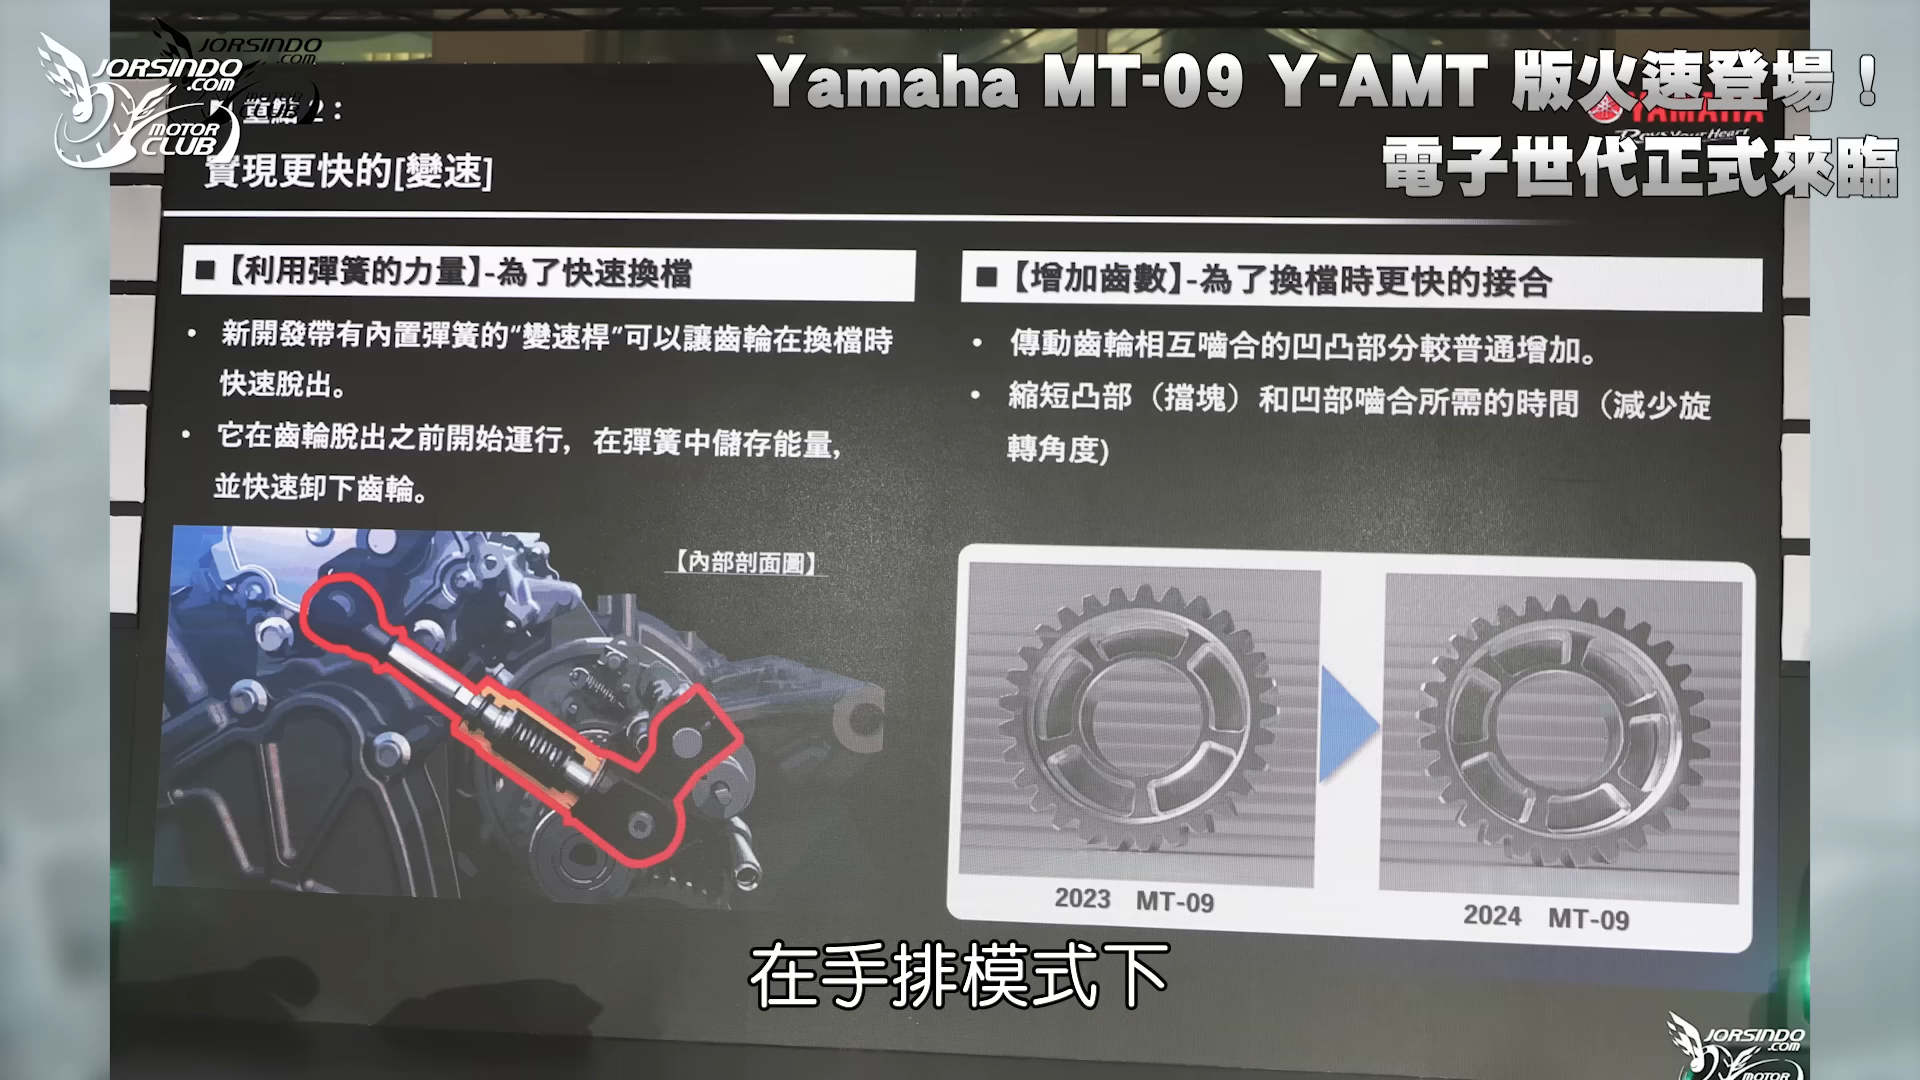 JORSINDO
.COM
MOTOR
CLUB
JORSINDO
.COM
Yamaha MT-09 Y-AMT 版火速登場！
電子世代正式來臨
重點 2：
YAMAHA
Revs Your Heart
實現更快的[變速]
■【利用彈簧的力量】-為了快速換檔
• 新開發帶有內置彈簧的“變速桿”可以讓齒輪在換檔時
快速脫出。
• 它在齒輪脫出之前開始運行，在彈簧中儲存能量，
並快速卸下齒輪。
【內部剖面圖】
■【增加齒數】-為了換檔時更快的接合
• 傳動齒輪相互嚙合的凹凸部分較普通增加。
• 縮短凸部（擋塊）和凹部嚙合所需的時間（減少旋
轉角度)
2023 MT-09
2024 MT-09
在手排模式下
JORSINDO
.COM
MOTOR